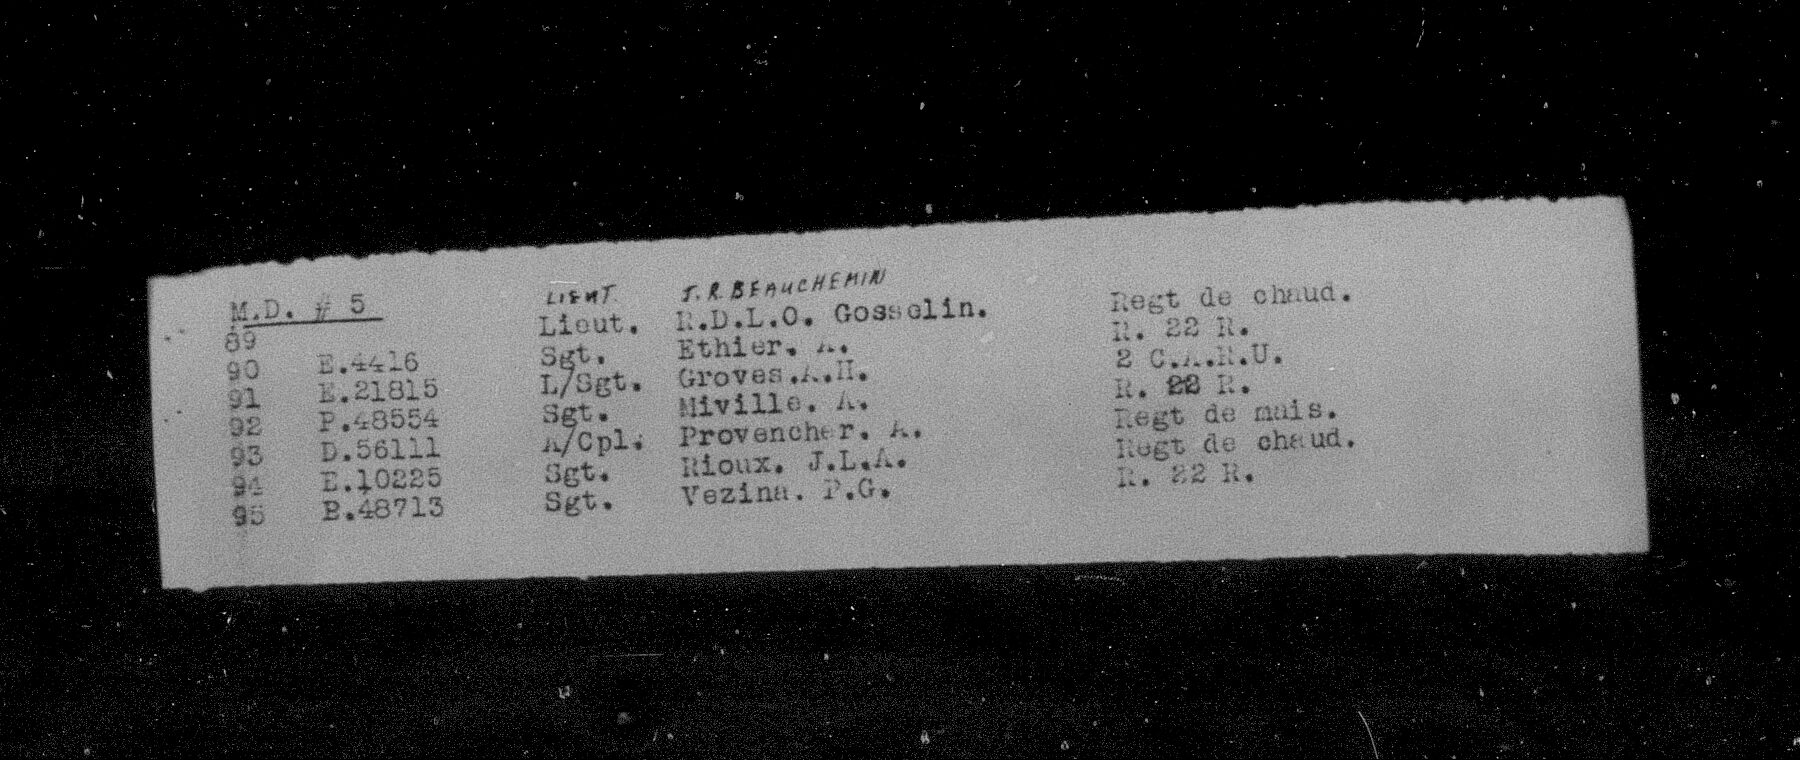 LIEUT. J.R. BEAUCHEMIN
M.D. # 5
89 Lieut. R.D.L.O. Gosselin. Regt de chaud.
90 E.4416 Sgt. Ethier. A. R. 22 R.
91 E.21815 L/Sgt. Groves.A.H. 2 C.A.R.U.
92 P.48554 Sgt. Miville. A. R. 22 R.
93 D.56111 A/Cpl. Provencher. A. Regt de mais.
94 E.10225 Sgt. Rioux. J.L.A. Regt de chaud.
95 48713 Sgt. Vezina. P.G. R. 22 R.